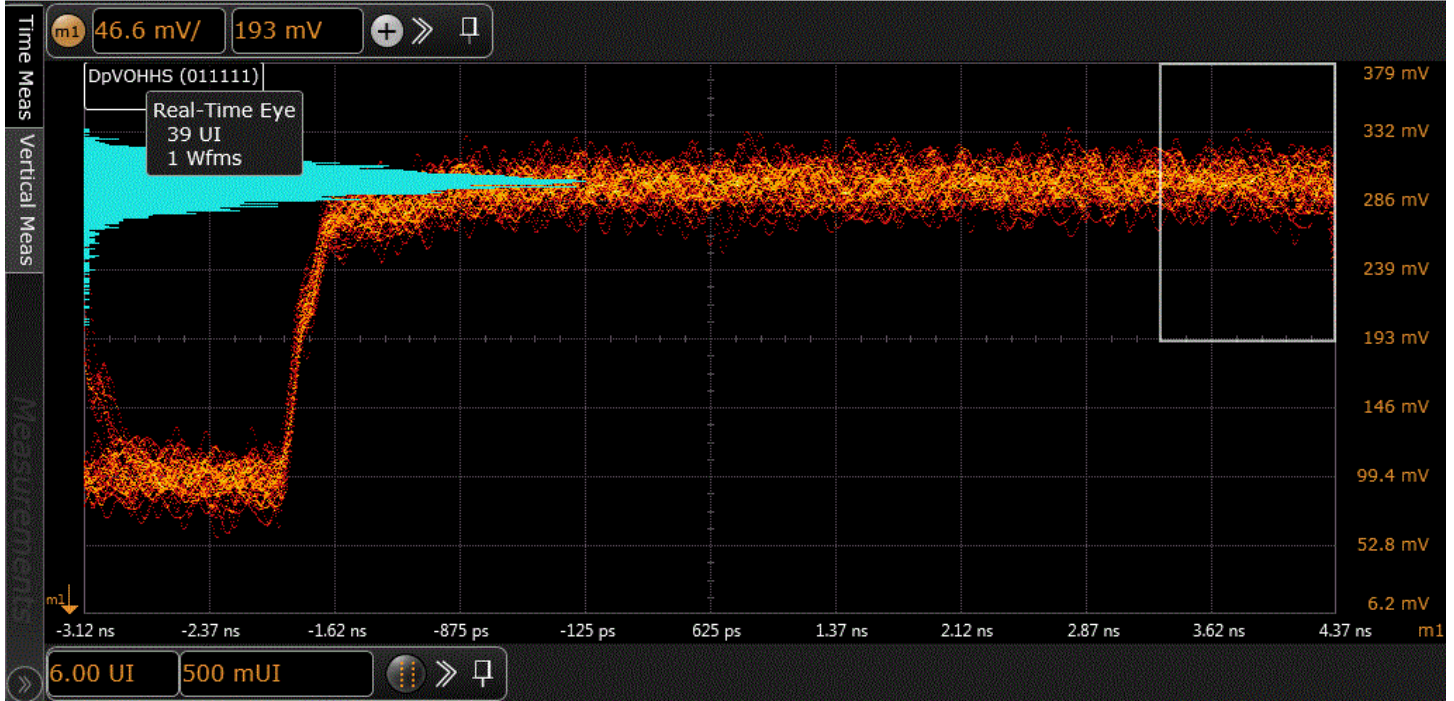 Time Meas
Vertical Meas
Measurements
m1 46.6 mV/ 193 mV +
DpVOHHS (011111)
Real-Time Eye
39 UI
1 Wfms
379 mV
332 mV
286 mV
239 mV
193 mV
146 mV
99.4 mV
52.8 mV
6.2 mV
m1
-3.12 ns -2.37 ns -1.62 ns -875 ps -125 ps 625 ps 1.37 ns 2.12 ns 2.87 ns 3.62 ns 4.37 ns m1
6.00 UI 500 mUI